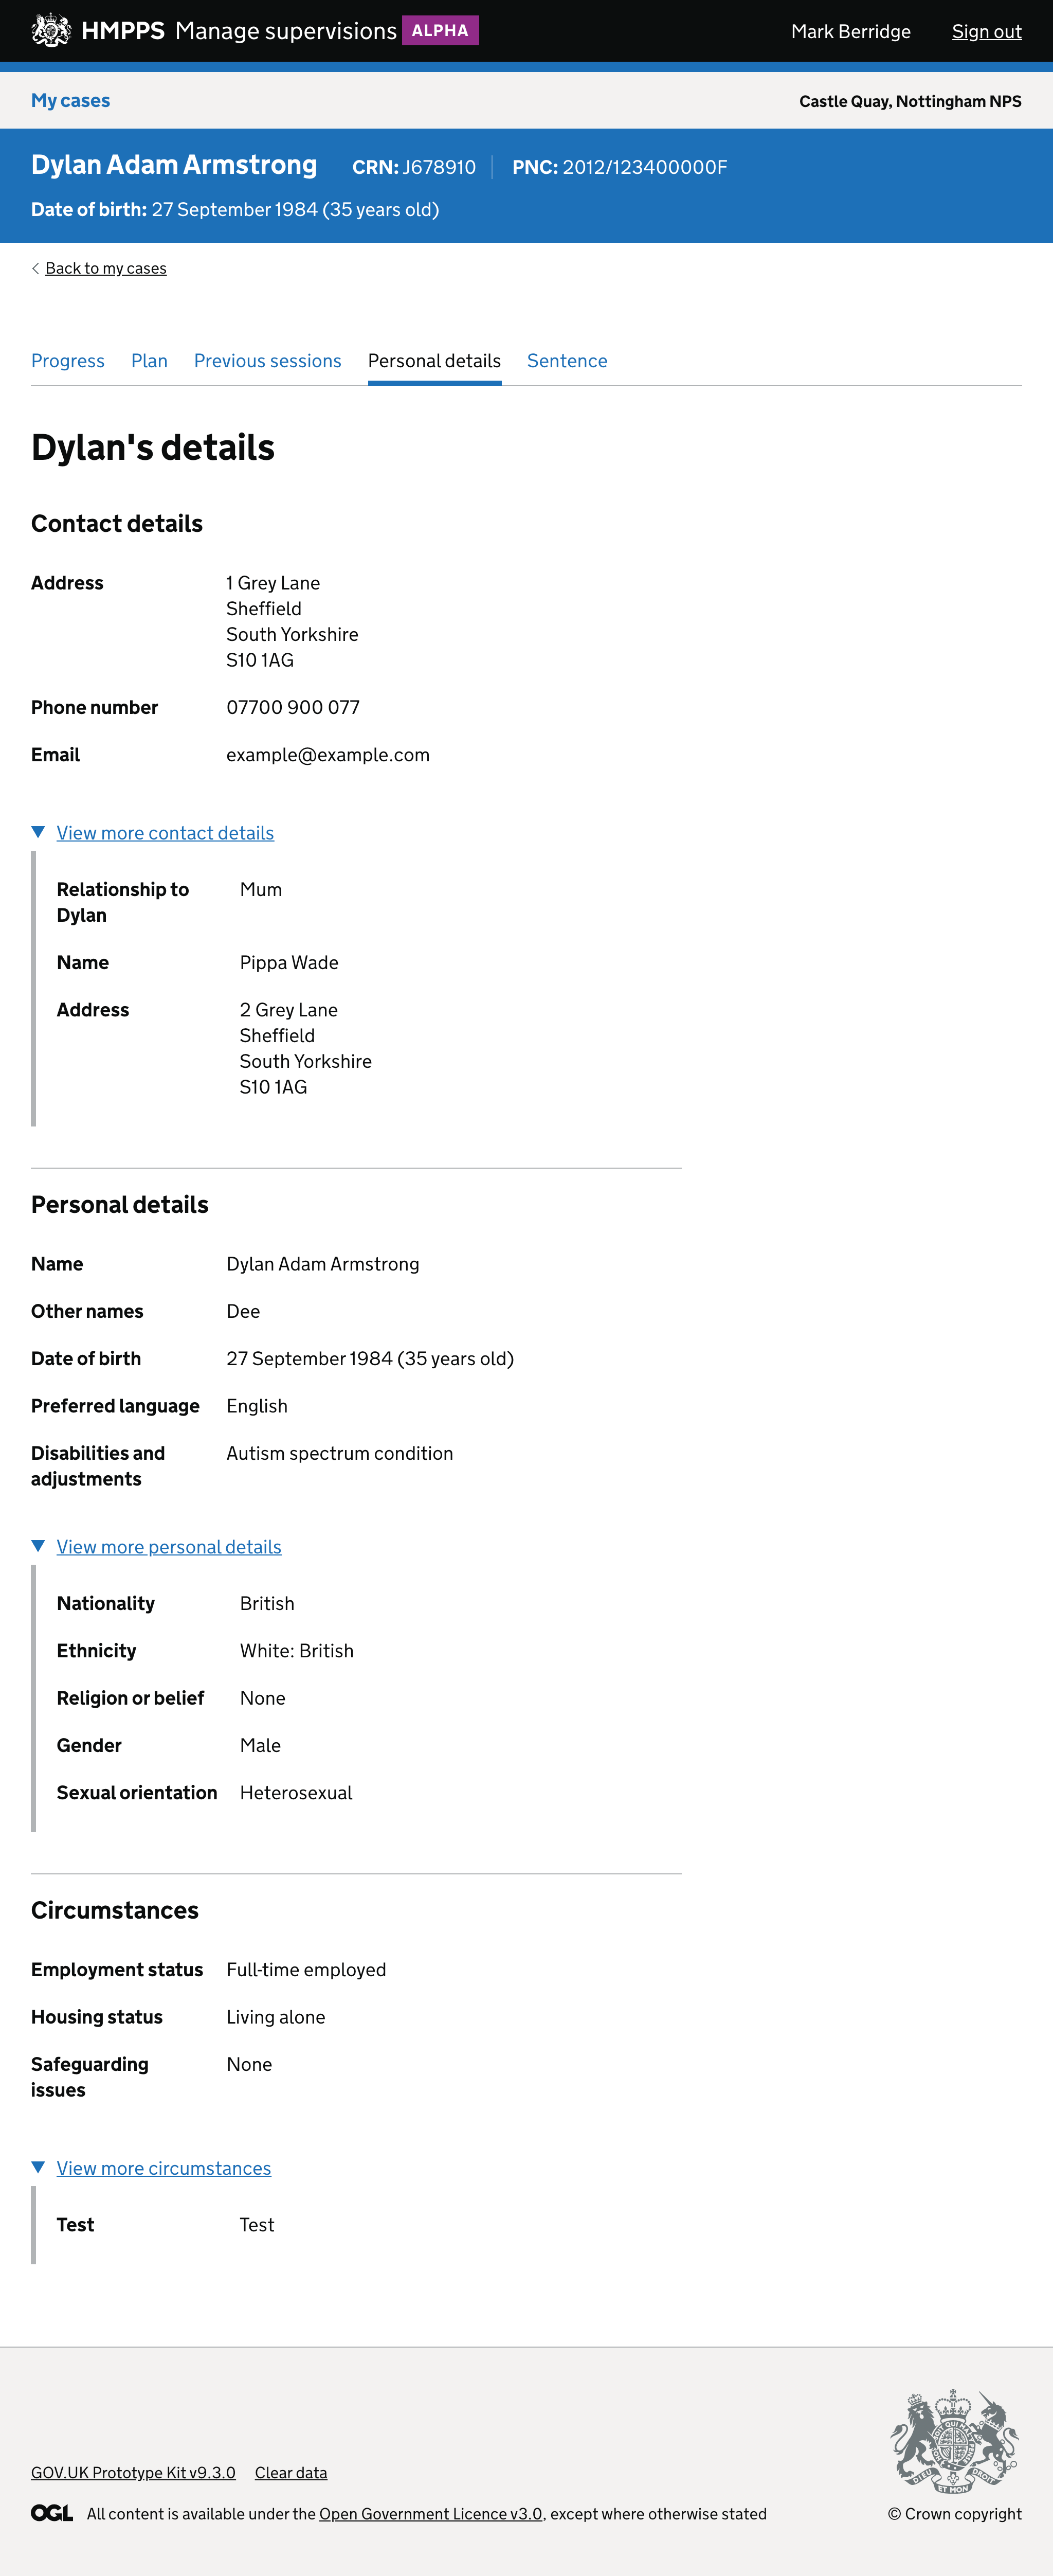 HMPPS Manage supervisions ALPHA Mark Berridge Sign out
My cases Castle Quay, Nottingham NPS
Dylan Adam Armstrong CRN: J678910 PNC: 2012/123400000F
Date of birth: 27 September 1984 (35 years old)
Back to my cases
Progress Plan Previous sessions Personal details Sentence
Dylan's details
Contact details
Address 1 Grey Lane
Sheffield
South Yorkshire
S10 1AG
Phone number 07700 900 077
Email example@example.com
View more contact details
Relationship to Mum
Dylan
Name Pippa Wade
Address 2 Grey Lane
Sheffield
South Yorkshire
S10 1AG
Personal details
Name Dylan Adam Armstrong
Other names Dee
Date of birth 27 September 1984 (35 years old)
Preferred language English
Disabilities and Autism spectrum condition
adjustments
View more personal details
Nationality British
Ethnicity White: British
Religion or belief None
Gender Male
Sexual orientation Heterosexual
Circumstances
Employment status Full-time employed
Housing status Living alone
Safeguarding None
issues
View more circumstances
Test Test
DIEU ET MON DROIT
GOV.UK Prototype Kit v9.3.0 Clear data
OGL All content is available under the Open Government Licence v3.0, except where otherwise stated © Crown copyright